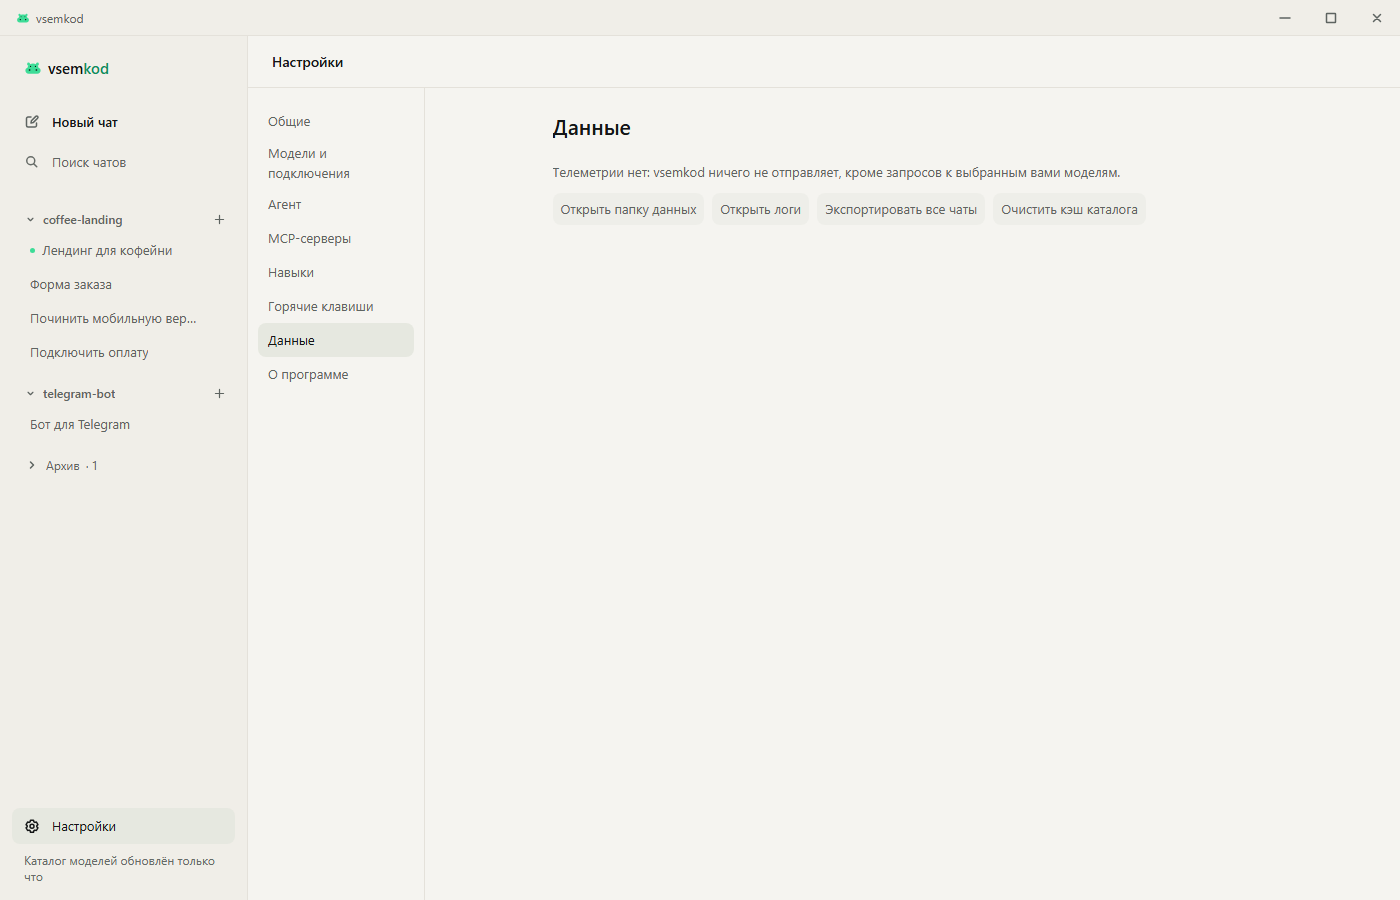 vsemkod
vsemkod
Новый чат
Поиск чатов
coffee-landing
Лендинг для кофейни
Форма заказа
Починить мобильную вер...
Подключить оплату
telegram-bot
Бот для Telegram
Архив · 1
Настройки
Каталог моделей обновлён только
что
Настройки
Общие
Модели и
подключения
Агент
MCP-серверы
Навыки
Горячие клавиши
Данные
О программе
Данные
Телеметрии нет: vsemkod ничего не отправляет, кроме запросов к выбранным вами моделям.
Открыть папку данных Открыть логи Экспортировать все чаты Очистить кэш каталога